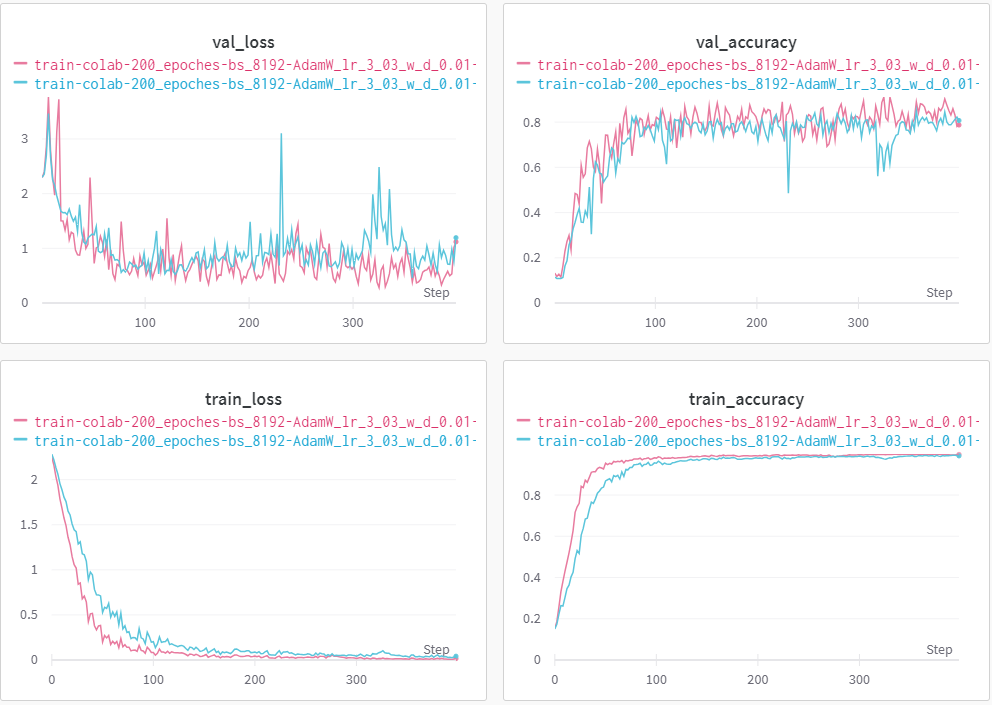 val_loss
train-colab-200_epoches-bs_8192-AdamW_lr_3_03_w_d_0.01-
train-colab-200_epoches-bs_8192-AdamW_lr_3_03_w_d_0.01-
3
2
1
0
Step
100 200 300
val_accuracy
train-colab-200_epoches-bs_8192-AdamW_lr_3_03_w_d_0.01-
train-colab-200_epoches-bs_8192-AdamW_lr_3_03_w_d_0.01-
0.8
0.6
0.4
0.2
0
Step
100 200 300
train_loss
train-colab-200_epoches-bs_8192-AdamW_lr_3_03_w_d_0.01-
train-colab-200_epoches-bs_8192-AdamW_lr_3_03_w_d_0.01-
2
1.5
1
0.5
0
Step
0 100 200 300
train_accuracy
train-colab-200_epoches-bs_8192-AdamW_lr_3_03_w_d_0.01-
train-colab-200_epoches-bs_8192-AdamW_lr_3_03_w_d_0.01-
0.8
0.6
0.4
0.2
0
Step
0 100 200 300